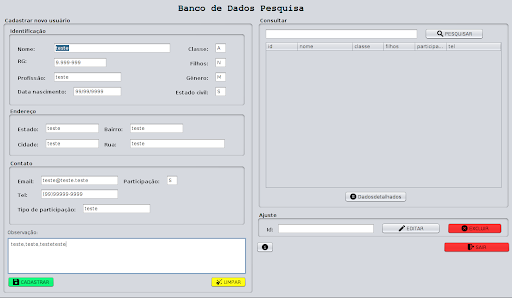 Banco de Dados Pesquisa
Cadastrar novo usuário
Identificação
Nome: teste Classe: A
RG: 9.999-999 Filhos: N
Profissão: teste Gênero: M
Data nascimento: 99/99/9999 Estado civil: S
Endereço
Estado: teste Bairro: teste
Cidade: teste Rua: teste
Contato
Email: teste@teste.teste Participação: S
Tel: (99)99999-9999
Tipo de participação: teste
Observação:
teste,teste,testeteste
CADASTRAR LIMPAR
Consultar
PESQUISAR
id nome classe filhos participa... tel
Dadosdetalhados
Ajuste
Id: EDITAR EXCLUIR
SAIR